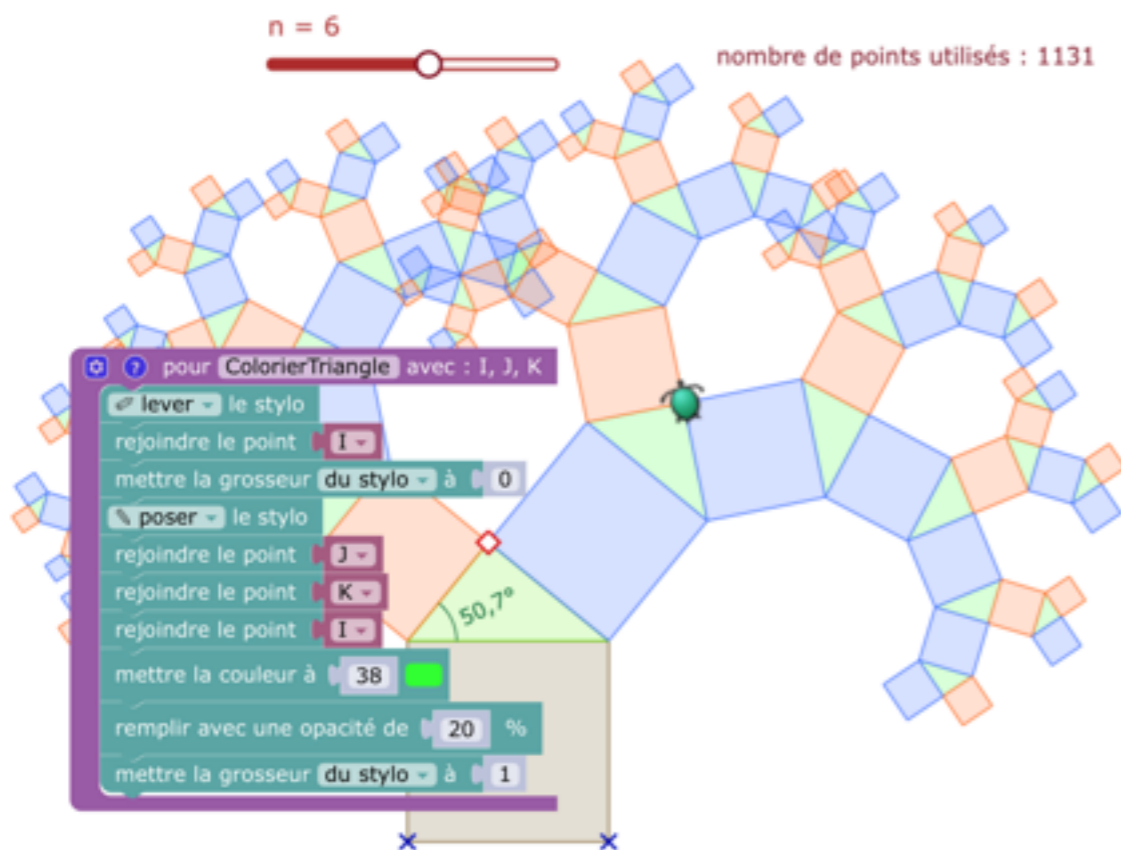 n = 6
nombre de points utilisés : 1131
? pour ColorierTriangle avec : I, J, K
lever le stylo
rejoindre le point I
mettre la grosseur du stylo à 0
poser le stylo
rejoindre le point J
rejoindre le point K
rejoindre le point I
mettre la couleur à 38
remplir avec une opacité de 20 %
mettre la grosseur du stylo à 1
50,7°